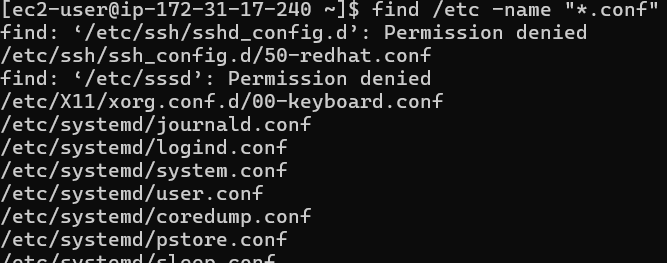 [ec2-user@ip-172-31-17-240 ~]$ find /etc -name "*.conf"
find: ‘/etc/ssh/sshd_config.d’: Permission denied
/etc/ssh/ssh_config.d/50-redhat.conf
find: ‘/etc/sssd’: Permission denied
/etc/X11/xorg.conf.d/00-keyboard.conf
/etc/systemd/journald.conf
/etc/systemd/logind.conf
/etc/systemd/system.conf
/etc/systemd/user.conf
/etc/systemd/coredump.conf
/etc/systemd/pstore.conf
/etc/systemd/sleep.conf